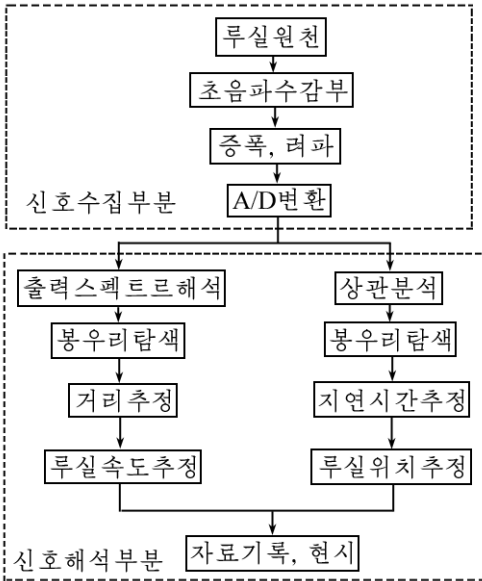 루실원천
초음파수감부
증폭, 려파
A/D변환
신호수집부분
출력스펙트르해석
상관분석
봉우리탐색
봉우리탐색
거리추정
지연시간추정
루실속도추정
루실위치추정
자료기록, 현시
신호해석부분